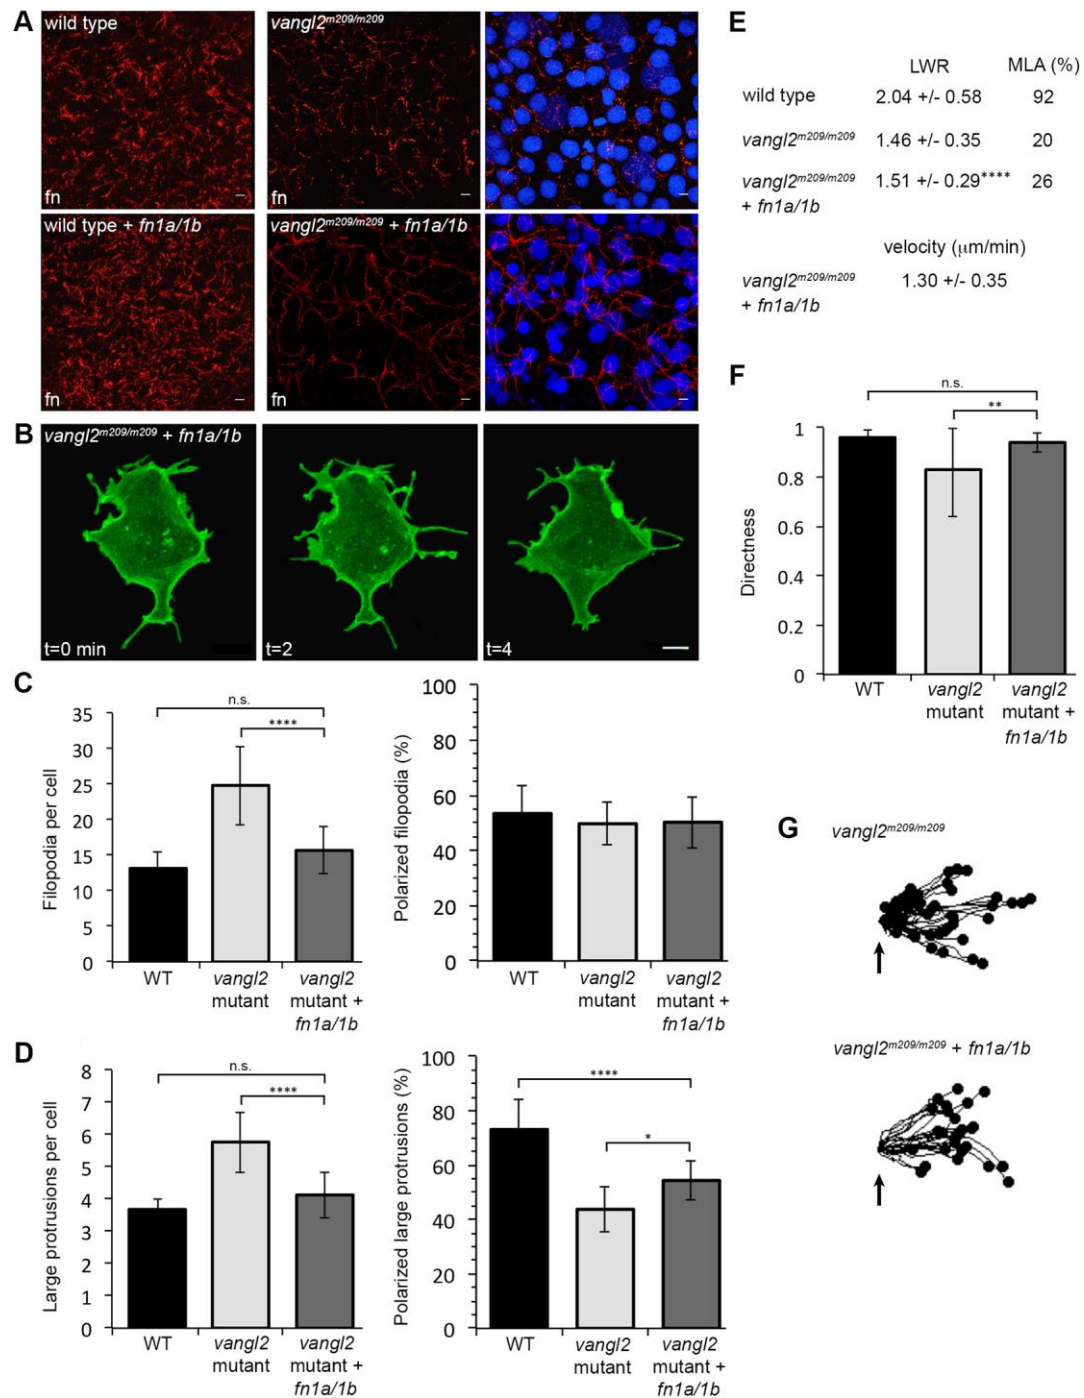 A
wild type
vangl2m209/m209
fn
fn
wild type + fn1a/1b
vangl2m209/m209 + fn1a/1b
fn
fn
B
vangl2m209/m209 + fn1a/1b
t=0 min
t=2
t=4
C
Filopodia per cell
35
30
25
20
15
10
5
0
n.s.
****
WT
vangl2
mutant
vangl2
mutant +
fn1a/1b
Polarized filopodia (%)
100
80
60
40
20
0
WT
vangl2
mutant
vangl2
mutant +
fn1a/1b
D
Large protrusions per cell
8
7
6
5
4
3
2
1
0
n.s.
****
WT
vangl2
mutant
vangl2
mutant +
fn1a/1b
Polarized large protrusions (%)
100
80
60
40
20
0
****
*
WT
vangl2
mutant
vangl2
mutant +
fn1a/1b
E
LWR MLA (%)
wild type 2.04 +/- 0.58 92
vangl2m209/m209 1.46 +/- 0.35 20
vangl2m209/m209 1.51 +/- 0.29**** 26
+ fn1a/1b
velocity (μm/min)
vangl2m209/m209 1.30 +/- 0.35
+ fn1a/1b
F
Directness
1
0.8
0.6
0.4
0.2
0
n.s.
**
WT
vangl2
mutant
vangl2
mutant +
fn1a/1b
G
vangl2m209/m209
vangl2m209/m209 + fn1a/1b